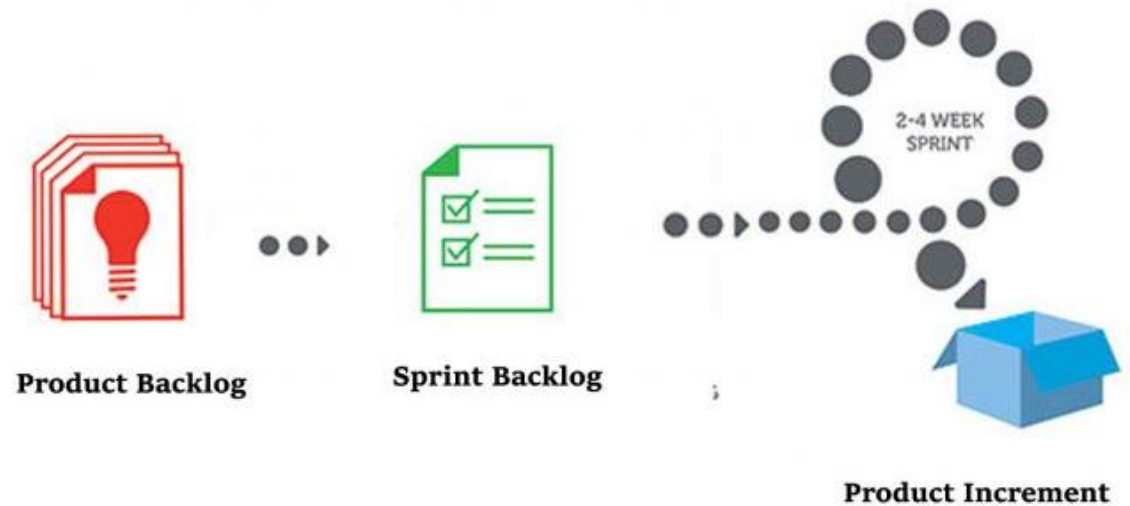 2-4 WEEK
SPRINT
Product Backlog
Sprint Backlog
Product Increment